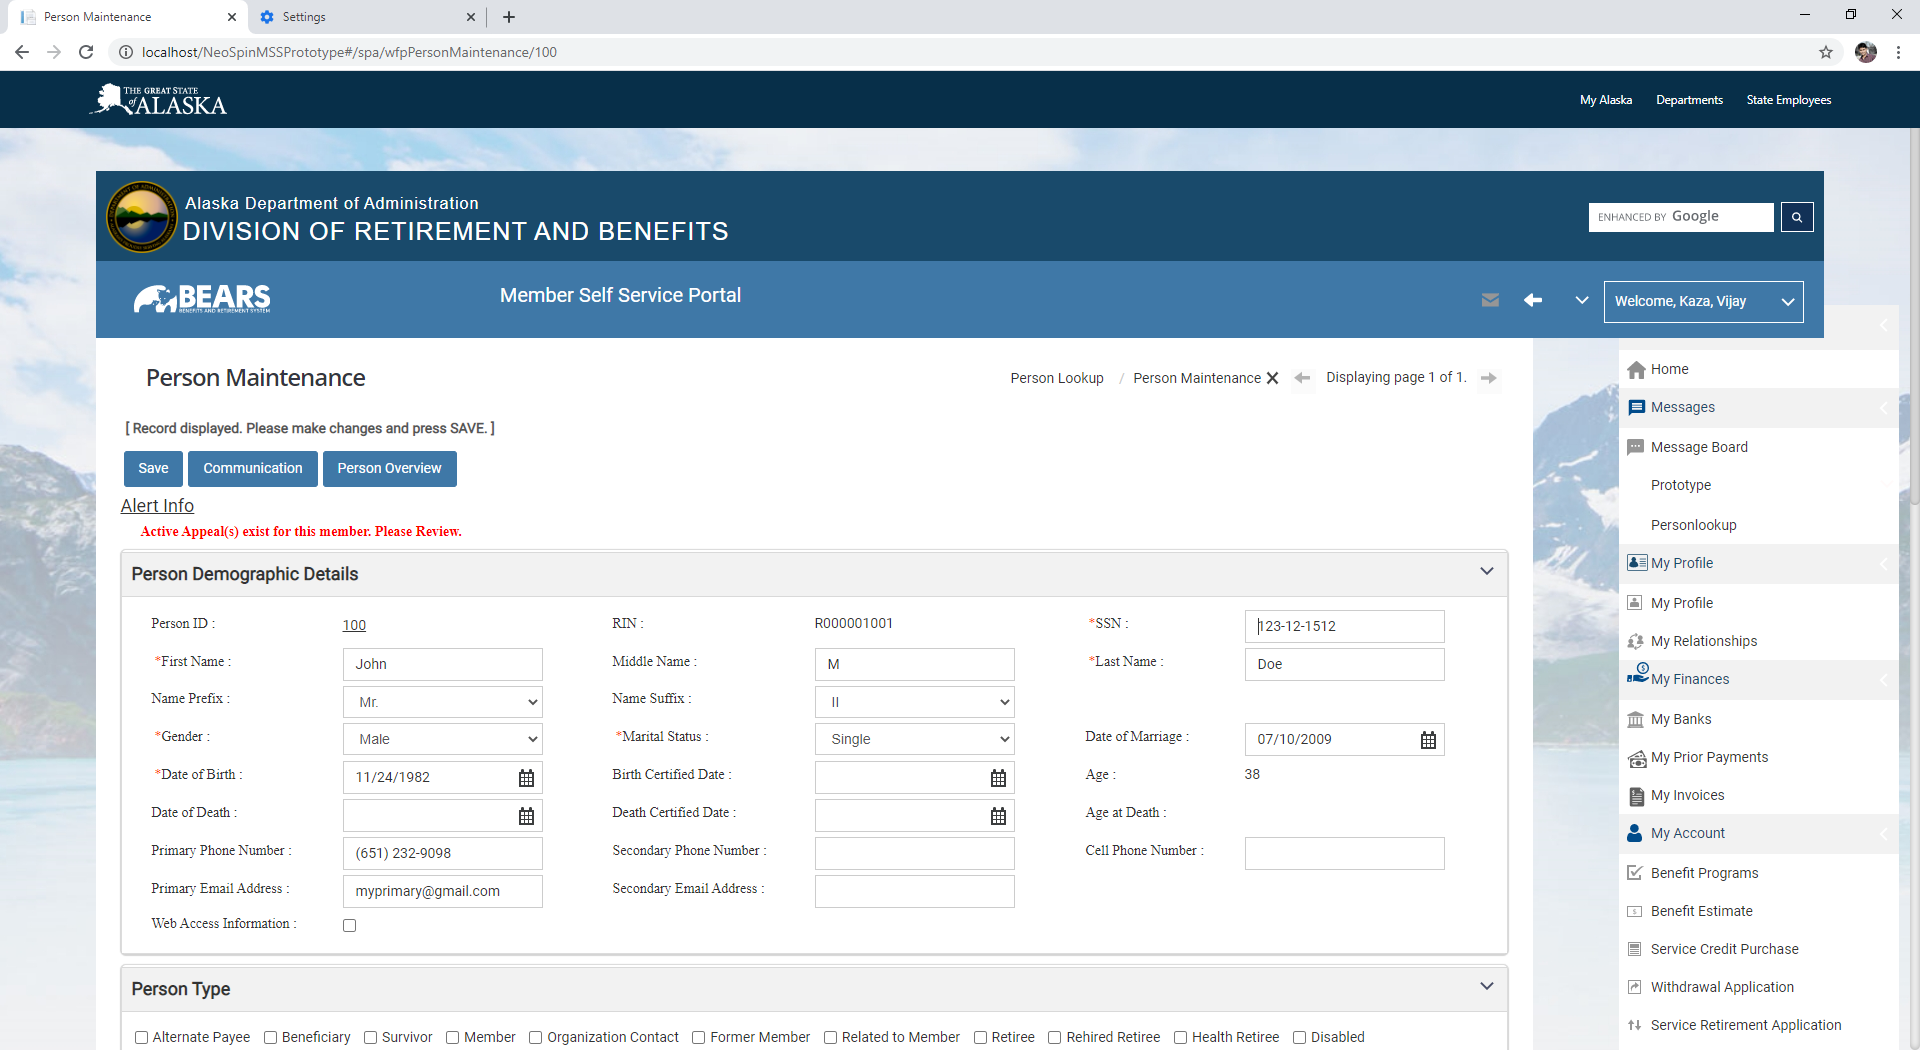 Person Maintenance
Settings
localhost/NeoSpinMSSPrototype#/spa/wfpPersonMaintenance/100
THE GREAT STATE
of ALASKA
My Alaska Departments State Employees
Alaska Department of Administration
DIVISION OF RETIREMENT AND BENEFITS
ENHANCED BY Google
BEARS
BENEFITS AND RETIREMENT SYSTEM
Member Self Service Portal
Welcome, Kaza, Vijay
Person Maintenance
Person Lookup / Person Maintenance
Displaying page 1 of 1.
[ Record displayed. Please make changes and press SAVE. ]
Save Communication Person Overview
Alert Info
Active Appeal(s) exist for this member. Please Review.
Person Demographic Details
Person ID : 100 RIN : R000001001 *SSN : 123-12-1512
*First Name : John Middle Name : M *Last Name : Doe
Name Prefix : Mr. Name Suffix : II
*Gender : Male *Marital Status : Single Date of Marriage : 07/10/2009
*Date of Birth : 11/24/1982 Birth Certified Date : Age : 38
Date of Death : Death Certified Date : Age at Death :
Primary Phone Number : (651) 232-9098 Secondary Phone Number : Cell Phone Number :
Primary Email Address : myprimary@gmail.com Secondary Email Address :
Web Access Information :
Person Type
Alternate Payee Beneficiary Survivor Member Organization Contact Former Member Related to Member Retiree Rehired Retiree Health Retiree Disabled
Home
Messages
Message Board
Prototype
Personlookup
My Profile
My Profile
My Relationships
My Finances
My Banks
My Prior Payments
My Invoices
My Account
Benefit Programs
Benefit Estimate
Service Credit Purchase
Withdrawal Application
Service Retirement Application